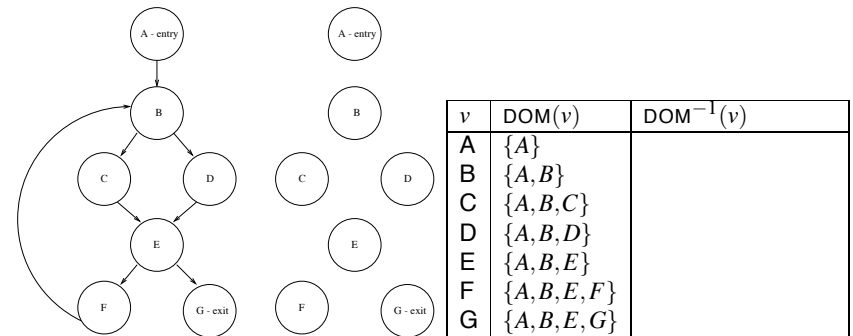 A - entry
B
C
D
E
F
G - exit
A - entry
B
C
D
E
F
G - exit
v DOM(v) DOM⁻¹(v)
A {A}
B {A,B}
C {A,B,C}
D {A,B,D}
E {A,B,E}
F {A,B,E,F}
G {A,B,E,G}